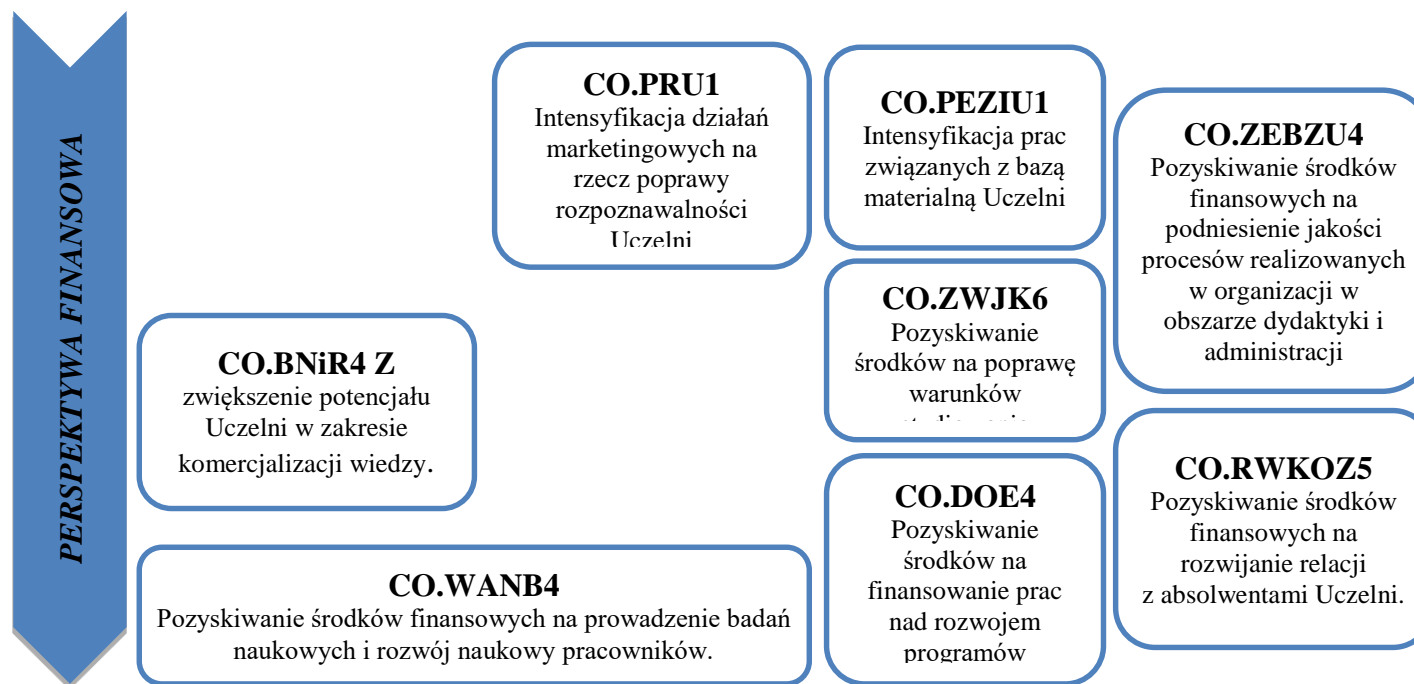 PERSPEKTYWA FINANSOWA
CO.PRU1
Intensyfikacja działań
marketingowych na
rzecz poprawy
rozpoznawalności
Uczelni
CO.PEZIU1
Intensyfikacja prac
związanych z bazą
materialną Uczelni
CO.ZEBZU4
Pozyskiwanie środków
finansowych na
podniesienie jakości
procesów realizowanych
w organizacji w
obszarze dydaktyki i
administracji
CO.BNiR4 Z
zwiększenie potencjału
Uczelni w zakresie
komercjalizacji wiedzy.
CO.ZWJK6
Pozyskiwanie
środków na poprawę
warunków
CO.RWKOZ5
Pozyskiwanie środków
finansowych na
rozwijanie relacji
z absolwentami Uczelni.
CO.WANB4
Pozyskiwanie środków finansowych na prowadzenie badań
naukowych i rozwój naukowy pracowników.
CO.DOE4
Pozyskiwanie
środków na
finansowanie prac
nad rozwojem
programów